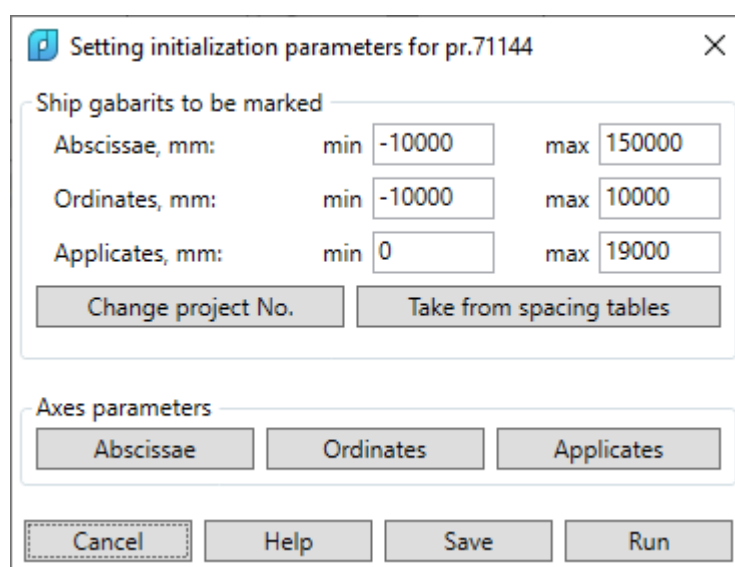 Setting initialization parameters for pr.71144
Ship gabarits to be marked
Abscissae, mm: min -10000 max 150000
Ordinates, mm: min -10000 max 10000
Applicates, mm: min 0 max 19000
Change project No. Take from spacing tables
Axes parameters
Abscissae Ordinates Applicates
Cancel Help Save Run